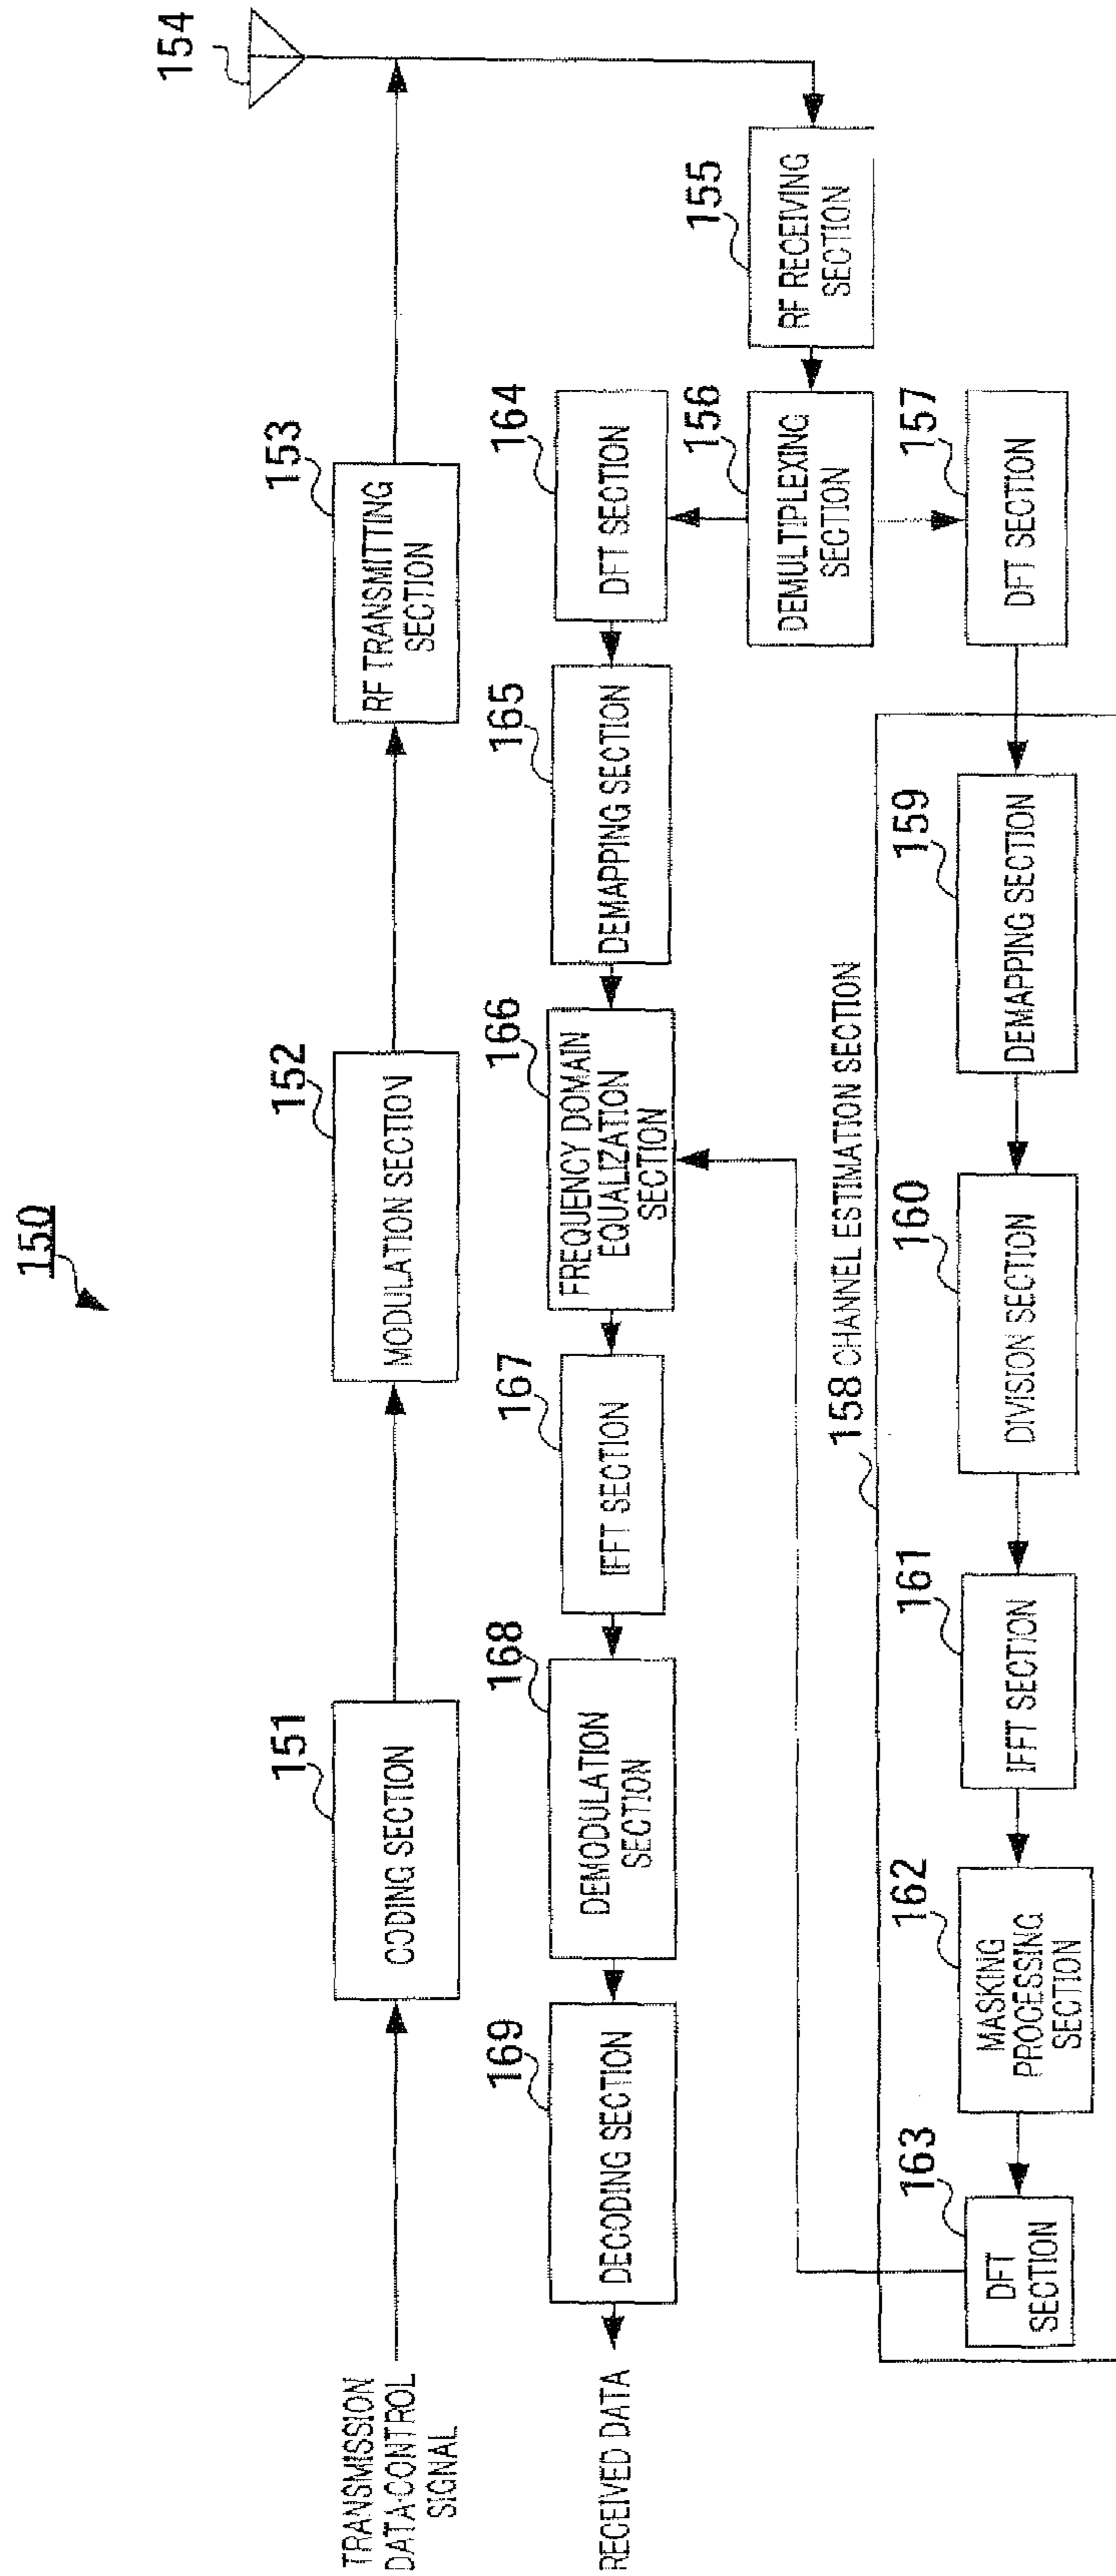 150
154
TRANSMISSION
DATA·CONTROL
SIGNAL
151
CODING SECTION
152
MODULATION SECTION
153
RF TRANSMITTING
SECTION
155
RF RECEIVING
SECTION
156
DEMULTIPLEXING
SECTION
164
DFT SECTION
165
DEMAPPING SECTION
166
FREQUENCY DOMAIN
EQUALIZATION
SECTION
167
IFFT SECTION
168
DEMODULATION
SECTION
169
DECODING SECTION
RECEIVED DATA
157
DFT SECTION
158 CHANNEL ESTIMATION SECTION
159
DEMAPPING SECTION
160
DIVISION SECTION
161
IFFT SECTION
162
MASKING
PROCESSING
SECTION
163
DFT
SECTION